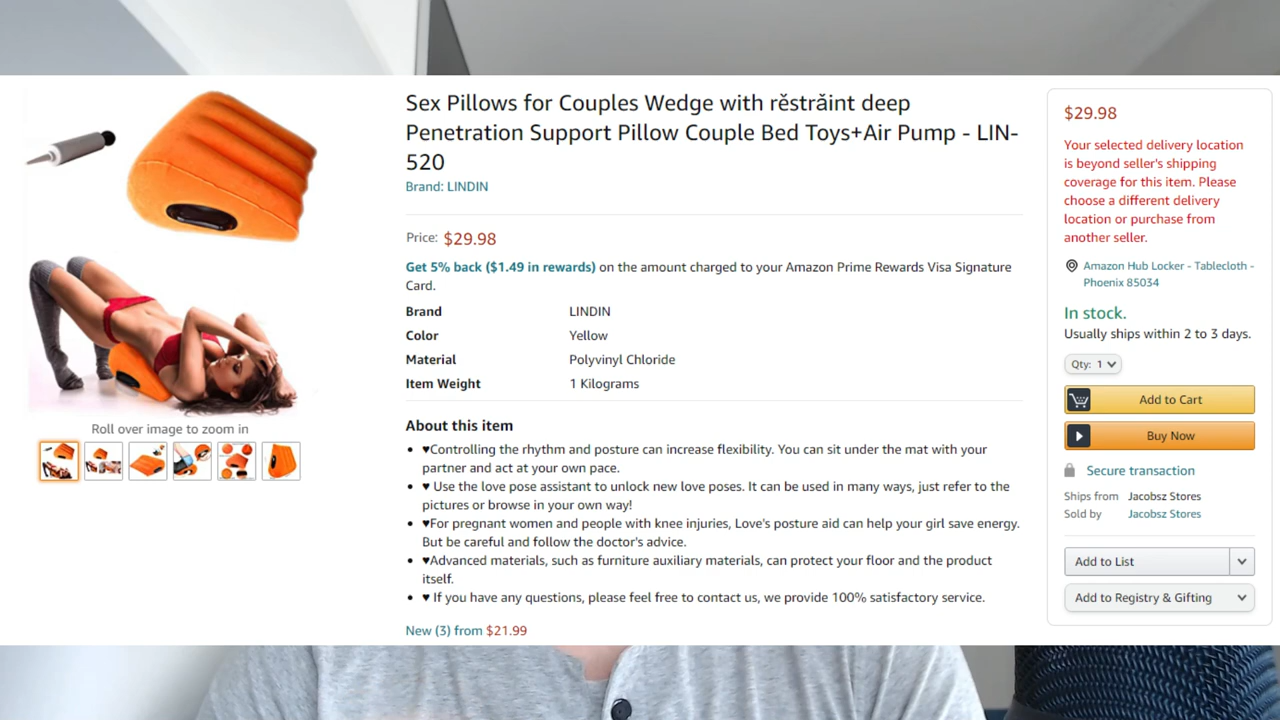 Sex Pillows for Couples Wedge with rĕstrăint deep
Penetration Support Pillow Couple Bed Toys+Air Pump - LIN-
520
Brand: LINDIN
Price: $29.98
Get 5% back ($1.49 in rewards) on the amount charged to your Amazon Prime Rewards Visa Signature
Card.
Brand LINDIN
Color Yellow
Material Polyvinyl Chloride
Item Weight 1 Kilograms
About this item
• ♥Controlling the rhythm and posture can increase flexibility. You can sit under the mat with your
partner and act at your own pace.
• ♥ Use the love pose assistant to unlock new love poses. It can be used in many ways, just refer to the
pictures or browse in your own way!
• ♥For pregnant women and people with knee injuries, Love's posture aid can help your girl save energy.
But be careful and follow the doctor's advice.
• ♥Advanced materials, such as furniture auxiliary materials, can protect your floor and the product
itself.
• ♥ If you have any questions, please feel free to contact us, we provide 100% satisfactory service.
New (3) from $21.99
Roll over image to zoom in
$29.98
Your selected delivery location
is beyond seller's shipping
coverage for this item. Please
choose a different delivery
location or purchase from
another seller.
Amazon Hub Locker - Tablecloth -
Phoenix 85034
In stock.
Usually ships within 2 to 3 days.
Qty: 1
Add to Cart
Buy Now
Secure transaction
Ships from Jacobsz Stores
Sold by Jacobsz Stores
Add to List
Add to Registry & Gifting